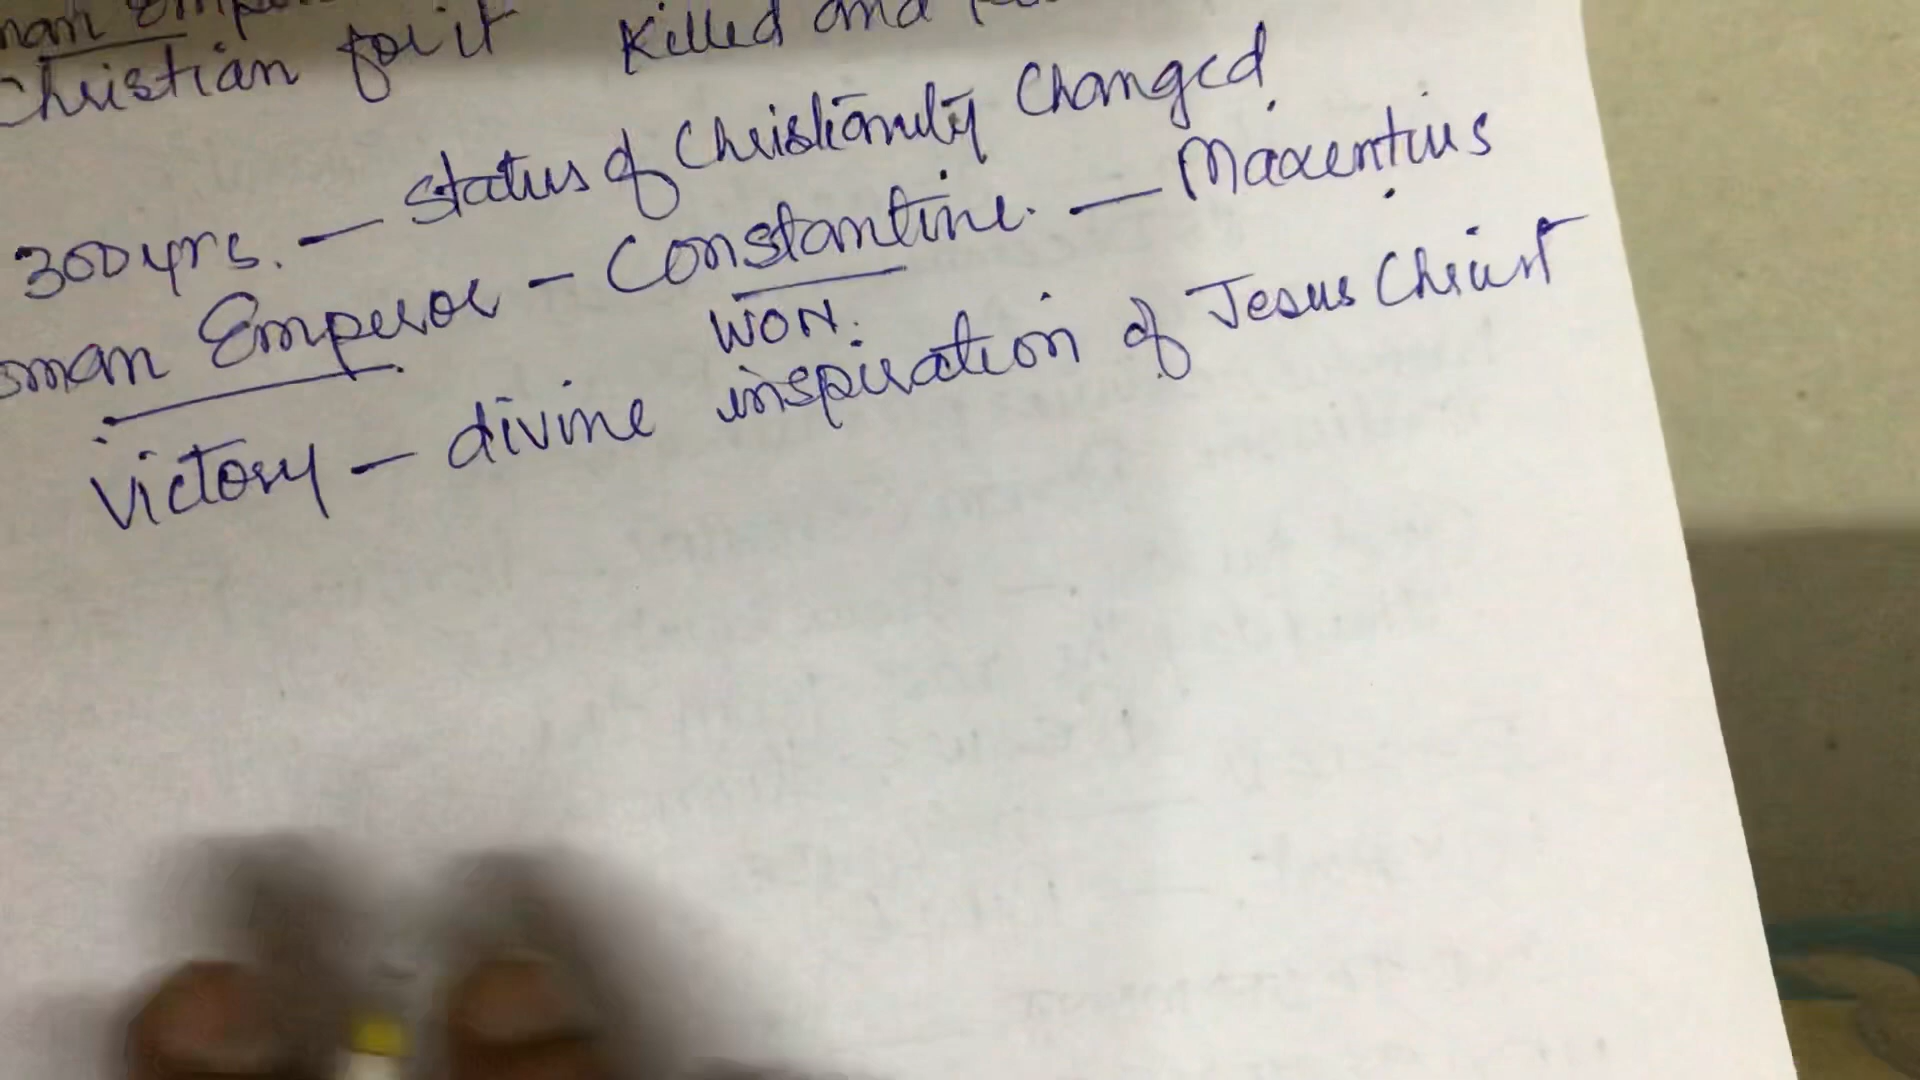 Christian for it Killed and
300 yrs. – Status of Christianity Changed
Emperor – Constantine. – Maxentius
WON.
Victory – divine inspiration of Jesus Christ